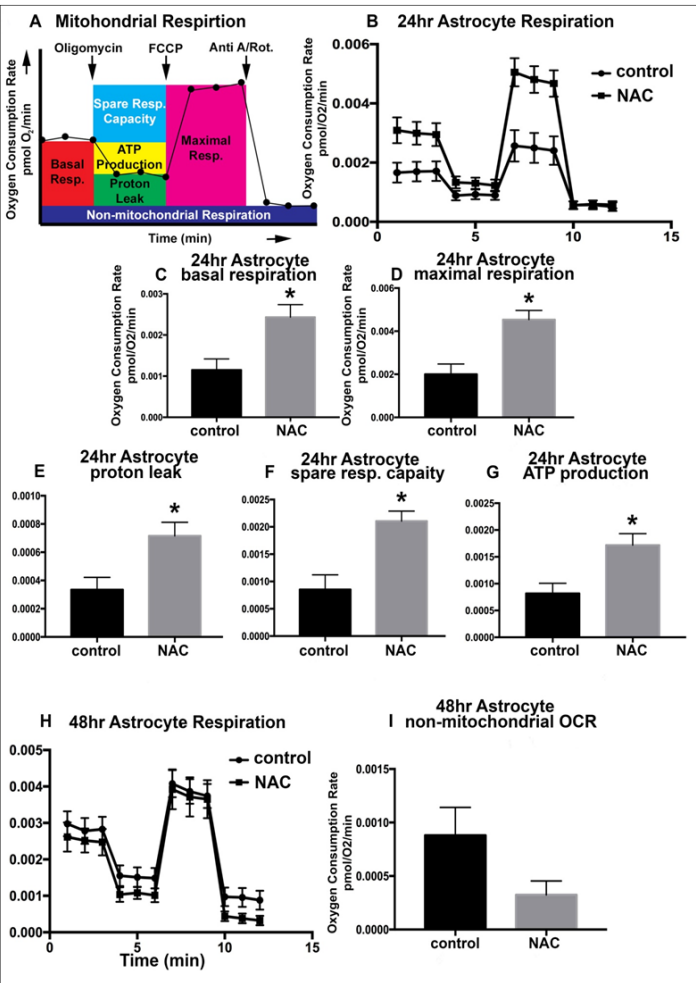 A Mitohondrial Respirtion
Oligomycin FCCP Anti A/Rot.
Oxygen Consumption Rate
pmol O2/min
Spare Resp.
Capacity
ATP
Production
Basal
Resp.
Proton
Leak
Maximal
Resp.
Non-mitochondrial Respiration
Time (min)
B 24hr Astrocyte Respiration
Oxygen Consumption Rate
pmol/O2/min
0.006
0.004
0.002
0.000
0 5 10 15
control
NAC
C 24hr Astrocyte
basal respiration
Oxygen Consumption Rate
pmol/O2/min
0.003
0.002
0.001
0.000
*
control NAC
D 24hr Astrocyte
maximal respiration
Oxygen Consumption Rate
pmol/O2/min
0.006
0.004
0.002
0.000
*
control NAC
E 24hr Astrocyte
proton leak
0.0010
0.0008
0.0006
0.0004
0.0002
0.0000
*
control NAC
F 24hr Astrocyte
spare resp. capaity
0.0025
0.0020
0.0015
0.0010
0.0005
0.0000
*
control NAC
G 24hr Astrocyte
ATP production
0.0025
0.0020
0.0015
0.0010
0.0005
0.0000
*
control NAC
H 48hr Astrocyte Respiration
0.005
0.004
0.003
0.002
0.001
0.000
0 5 10 15
Time (min)
control
NAC
I 48hr Astrocyte
non-mitochondrial OCR
Oxygen Consumption Rate
pmol/O2/min
0.0015
0.0010
0.0005
0.0000
control NAC